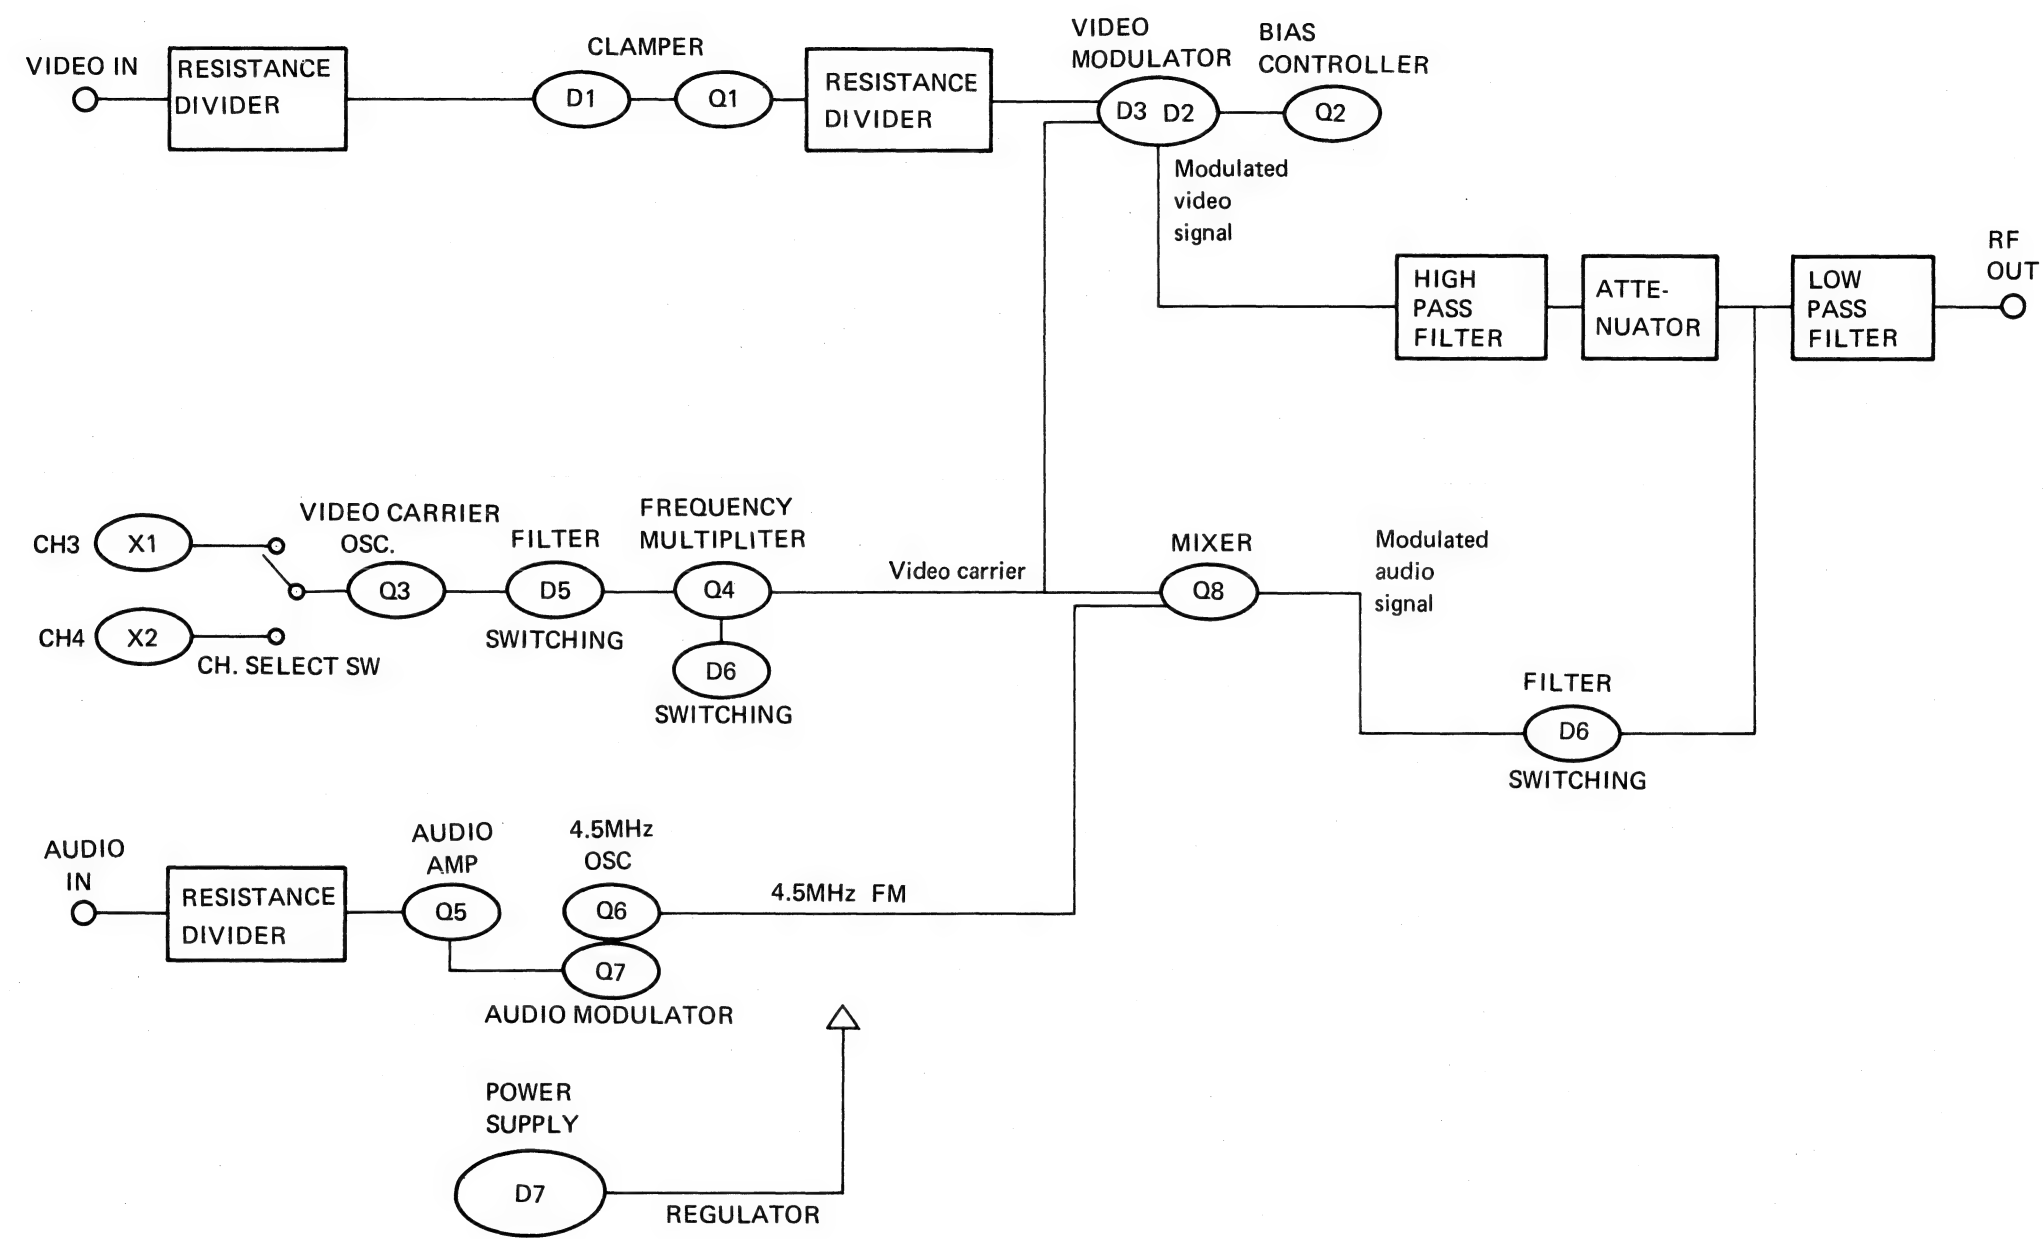 VIDEO IN
RESISTANCE
DIVIDER
CLAMPER
D1
Q1
RESISTANCE
DIVIDER
VIDEO
MODULATOR
D3 D2
BIAS
CONTROLLER
Q2
Modulated
video
signal
HIGH
PASS
FILTER
ATTE-
NUATOR
LOW
PASS
FILTER
RF
OUT
CH3
X1
CH4
X2
CH. SELECT SW
VIDEO CARRIER
OSC.
Q3
FILTER
D5
SWITCHING
FREQUENCY
MULTIPLITER
Q4
D6
SWITCHING
Video carrier
MIXER
Q8
Modulated
audio
signal
FILTER
D6
SWITCHING
AUDIO
IN
RESISTANCE
DIVIDER
AUDIO
AMP
Q5
4.5MHz
OSC
Q6
Q7
AUDIO MODULATOR
4.5MHz FM
POWER
SUPPLY
D7
REGULATOR